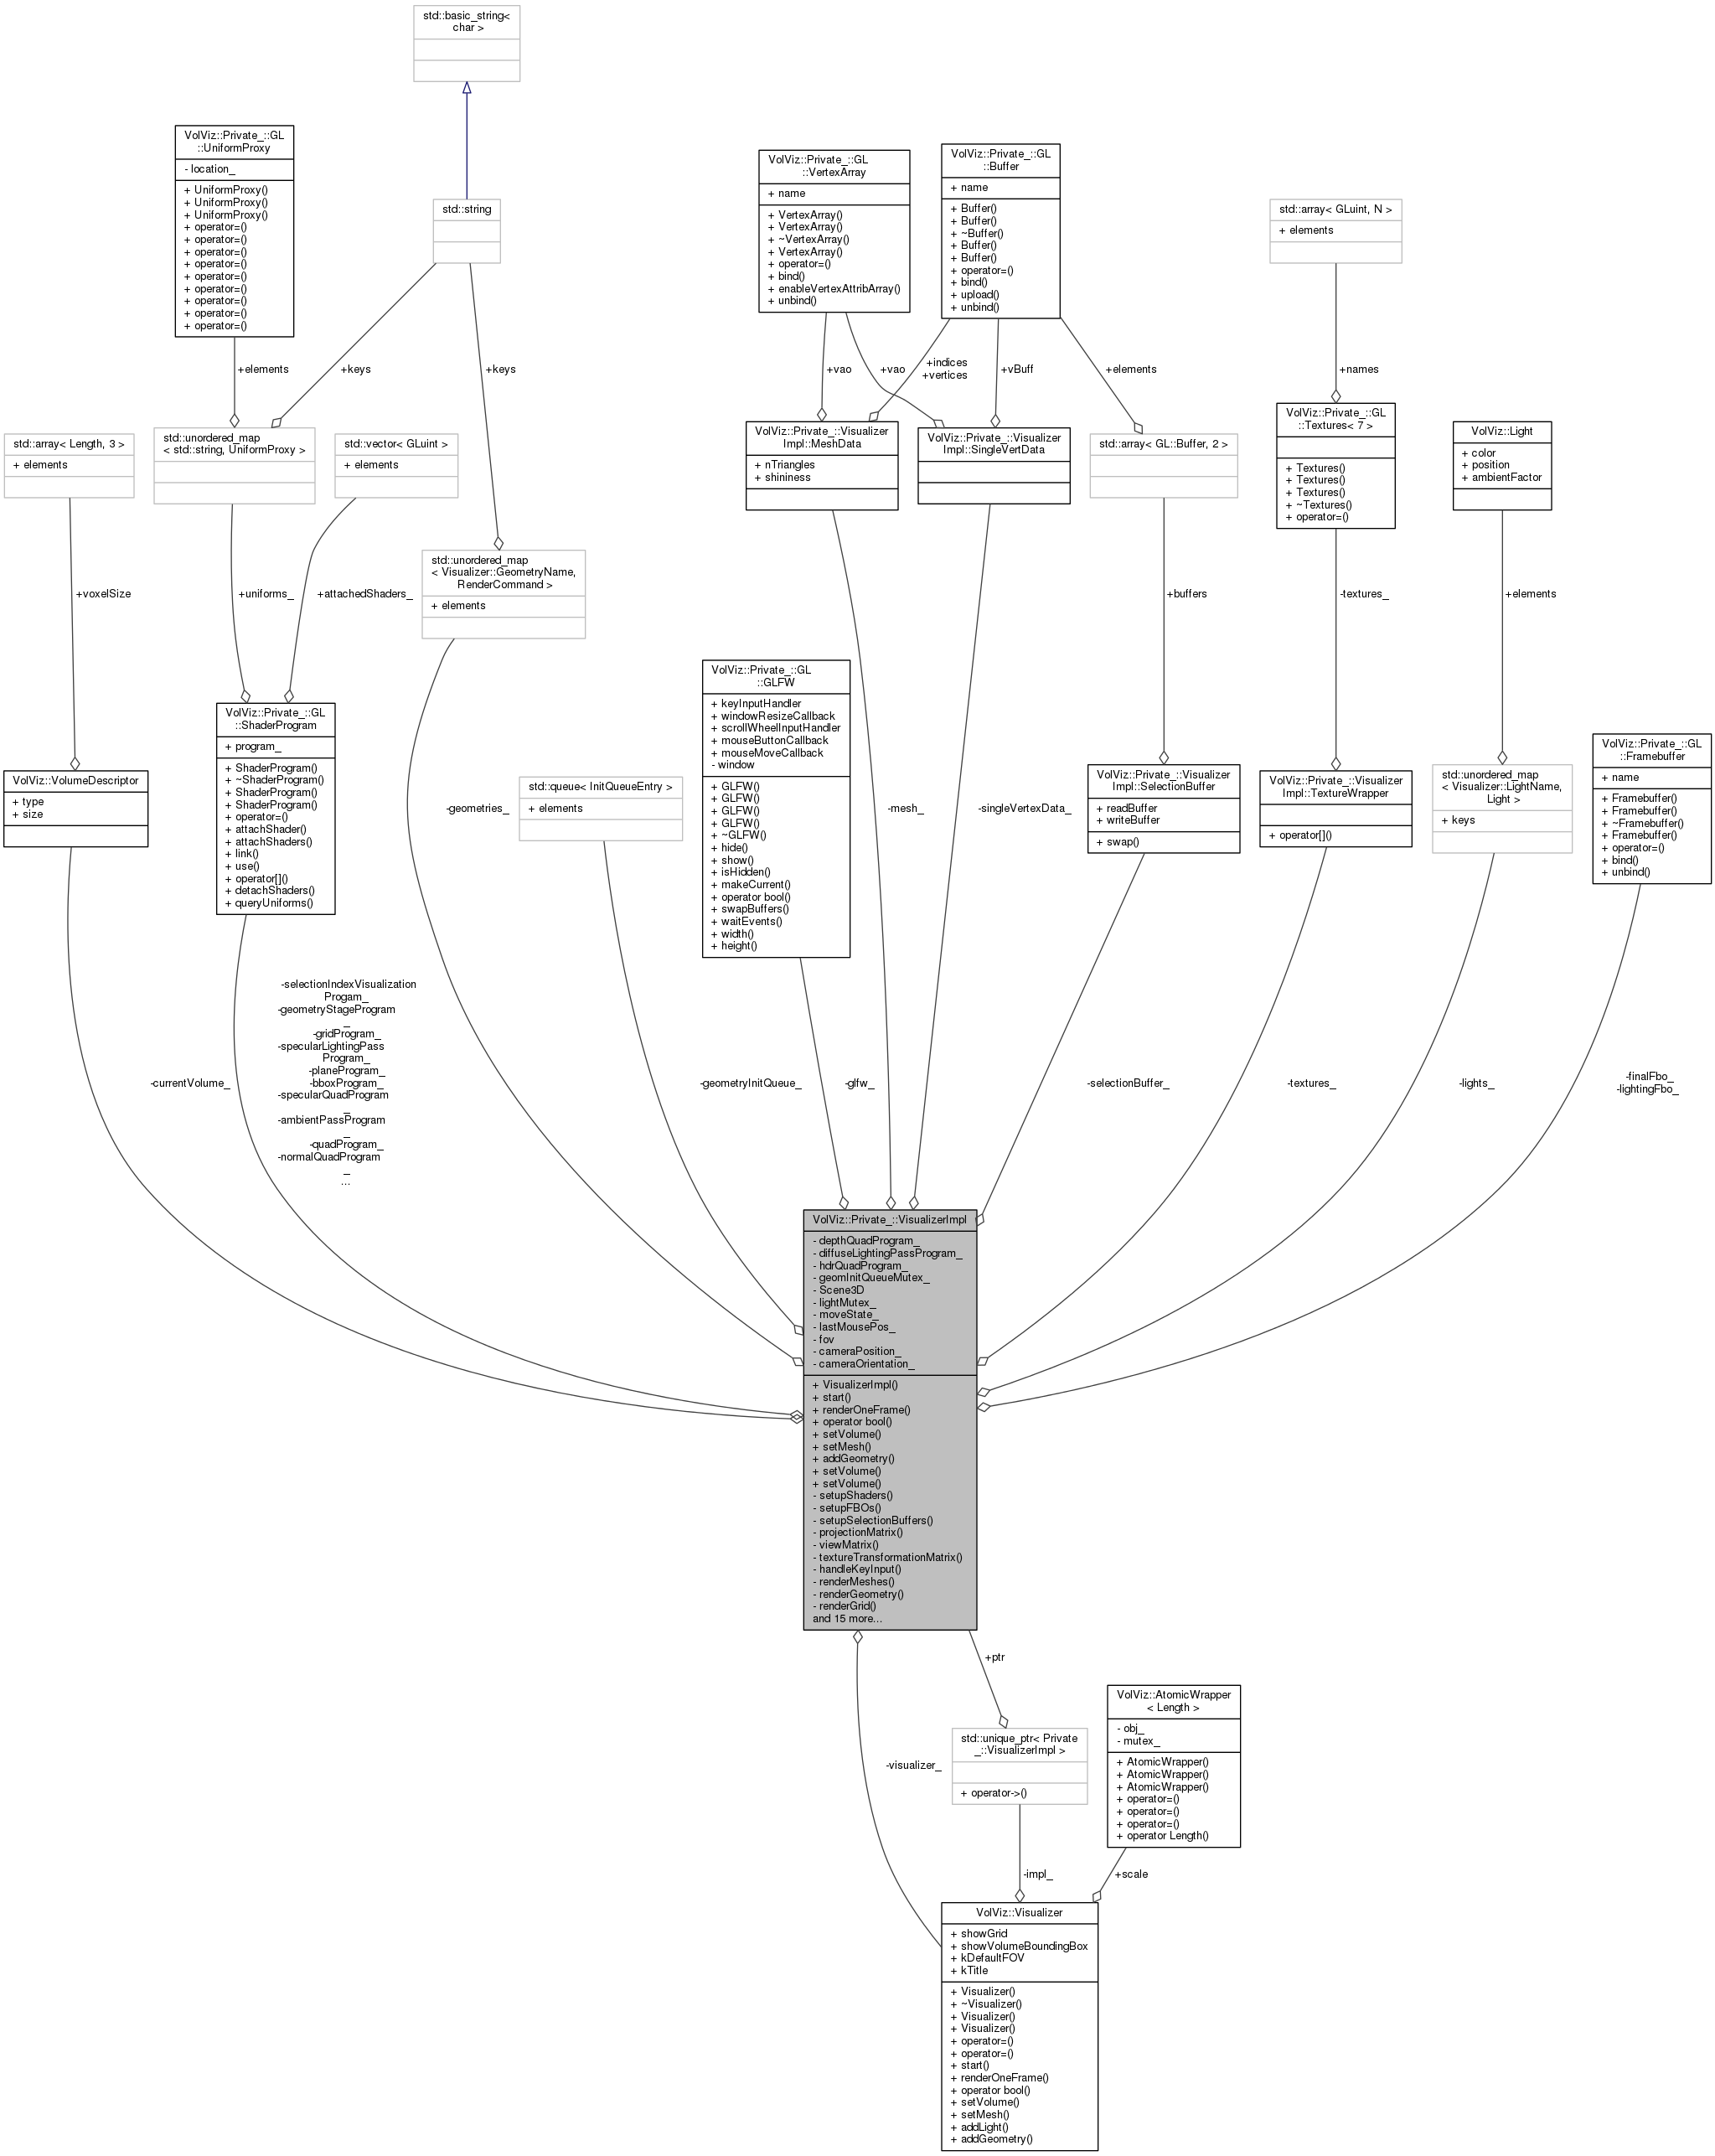 std::basic_string<
char >
VolViz::Private_::GL
::UniformProxy
- location_
+ UniformProxy()
+ UniformProxy()
+ UniformProxy()
+ operator=()
+ operator=()
+ operator=()
+ operator=()
+ operator=()
+ operator=()
+ operator=()
+ operator=()
+ operator=()
std::string
VolViz::Private_::GL
::VertexArray
+ name
+ VertexArray()
+ VertexArray()
+ ~VertexArray()
+ VertexArray()
+ operator=()
+ bind()
+ enableVertexAttribArray()
+ unbind()
VolViz::Private_::GL
::Buffer
+ name
+ Buffer()
+ Buffer()
+ ~Buffer()
+ Buffer()
+ Buffer()
+ operator=()
+ bind()
+ upload()
+ unbind()
std::array< GLuint, N >
+ elements
+elements
+keys
+keys
+vao
+vao
+indices
+vertices
+vBuff
+elements
+names
std::array< Length, 3 >
+ elements
std::unordered_map
< std::string, UniformProxy >
std::vector< GLuint >
+ elements
VolViz::Private_::Visualizer
Impl::MeshData
+ nTriangles
+ shininess
VolViz::Private_::Visualizer
Impl::SingleVertData
std::array< GL::Buffer, 2 >
VolViz::Private_::GL
::Textures< 7 >
+ Textures()
+ Textures()
+ Textures()
+ ~Textures()
+ operator=()
VolViz::Light
+ color
+ position
+ ambientFactor
std::unordered_map
< Visualizer::GeometryName,
RenderCommand >
+ elements
+voxelSize
+uniforms_
+attachedShaders_
+buffers
-textures_
+elements
VolViz::VolumeDescriptor
+ type
+ size
VolViz::Private_::GL
::ShaderProgram
+ program_
+ ShaderProgram()
+ ~ShaderProgram()
+ ShaderProgram()
+ ShaderProgram()
+ operator=()
+ attachShader()
+ attachShaders()
+ link()
+ use()
+ operator[]()
+ detachShaders()
+ queryUniforms()
-geometries_
std::queue< InitQueueEntry >
+ elements
VolViz::Private_::GL
::GLFW
+ keyInputHandler
+ windowResizeCallback
+ scrollWheelInputHandler
+ mouseButtonCallback
+ mouseMoveCallback
- window
+ GLFW()
+ GLFW()
+ GLFW()
+ GLFW()
+ ~GLFW()
+ hide()
+ show()
+ isHidden()
+ makeCurrent()
+ operator bool()
+ swapBuffers()
+ waitEvents()
+ width()
+ height()
-mesh_
-singleVertexData_
VolViz::Private_::Visualizer
Impl::SelectionBuffer
+ readBuffer
+ writeBuffer
+ swap()
VolViz::Private_::Visualizer
Impl::TextureWrapper
+ operator[]()
std::unordered_map
< Visualizer::LightName,
Light >
+ keys
VolViz::Private_::GL
::Framebuffer
+ name
+ Framebuffer()
+ Framebuffer()
+ ~Framebuffer()
+ Framebuffer()
+ operator=()
+ bind()
+ unbind()
-currentVolume_
-selectionIndexVisualization
Progam_
-geometryStageProgram
_
-gridProgram_
-specularLightingPass
Program_
-planeProgram_
-bboxProgram_
-specularQuadProgram
_
-ambientPassProgram
_
-quadProgram_
-normalQuadProgram
_
...
-geometryInitQueue_
-glfw_
-selectionBuffer_
-textures_
-lights_
-finalFbo_
-lightingFbo_
VolViz::Private_::VisualizerImpl
- depthQuadProgram_
- diffuseLightingPassProgram_
- hdrQuadProgram_
- geomInitQueueMutex_
- Scene3D
- lightMutex_
- moveState_
- lastMousePos_
- fov
- cameraPosition_
- cameraOrientation_
+ VisualizerImpl()
+ start()
+ renderOneFrame()
+ operator bool()
+ setVolume()
+ setMesh()
+ addGeometry()
+ setVolume()
+ setVolume()
- setupShaders()
- setupFBOs()
- setupSelectionBuffers()
- projectionMatrix()
- viewMatrix()
- textureTransformationMatrix()
- handleKeyInput()
- renderMeshes()
- renderGeometry()
- renderGrid()
and 15 more...
+ptr
-visualizer_
std::unique_ptr< Private
_::VisualizerImpl >
+ operator->()
VolViz::AtomicWrapper
< Length >
- obj_
- mutex_
+ AtomicWrapper()
+ AtomicWrapper()
+ AtomicWrapper()
+ operator=()
+ operator=()
+ operator=()
+ operator Length()
-impl_
+scale
VolViz::Visualizer
+ showGrid
+ showVolumeBoundingBox
+ kDefaultFOV
+ kTitle
+ Visualizer()
+ ~Visualizer()
+ Visualizer()
+ Visualizer()
+ operator=()
+ operator=()
+ start()
+ renderOneFrame()
+ operator bool()
+ setVolume()
+ setMesh()
+ addLight()
+ addGeometry()